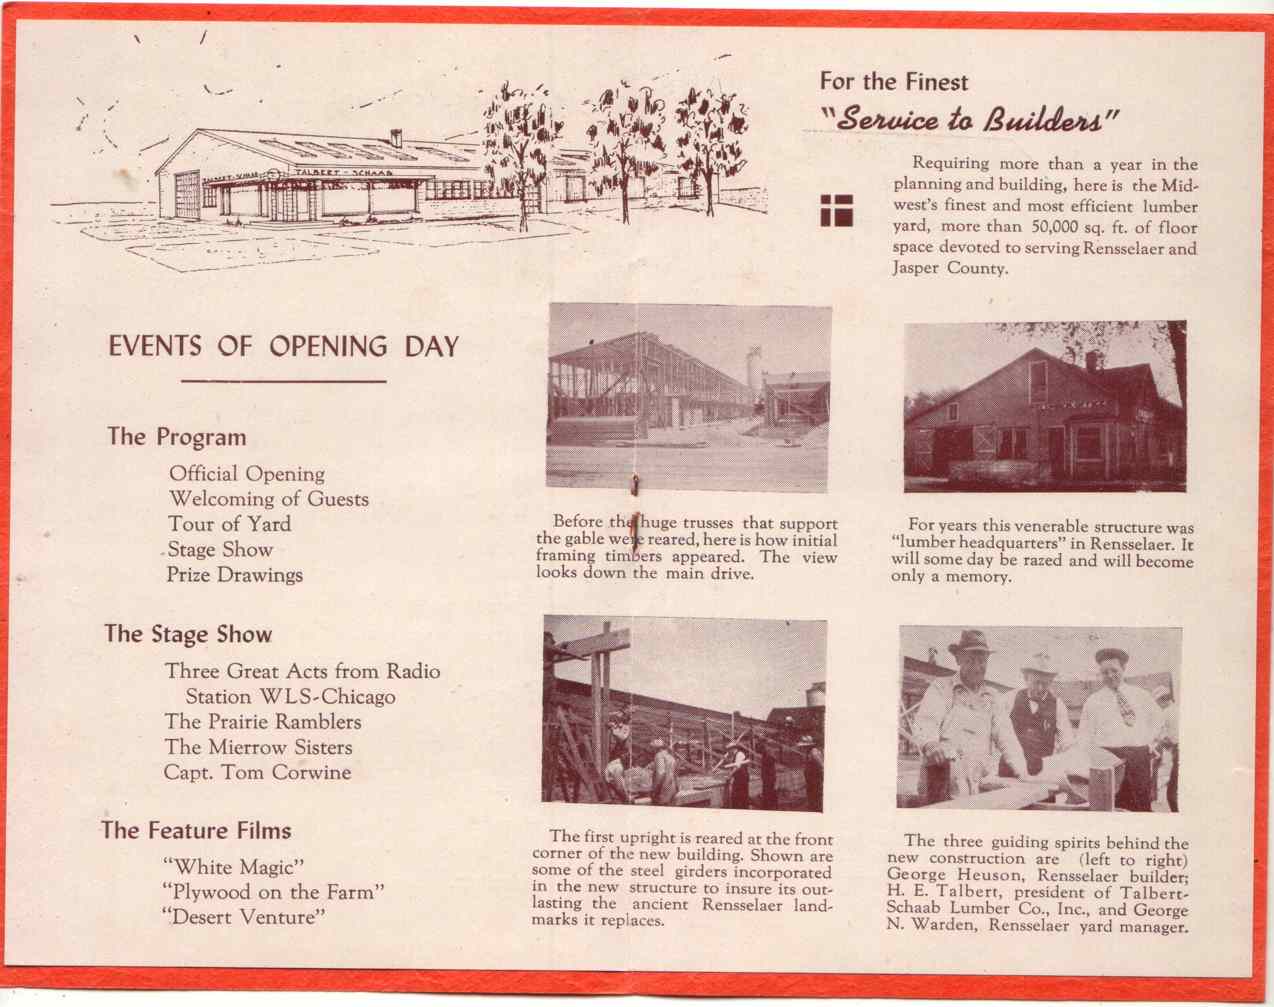 TALBERT - SCHAAB
For the Finest
"Service to Builders"
Requiring more than a year in the
planning and building, here is the Mid-
west's finest and most efficient lumber
yard, more than 50,000 sq. ft. of floor
space devoted to serving Rensselaer and
Jasper County.
EVENTS OF OPENING DAY
The Program
Official Opening
Welcoming of Guests
Tour of Yard
Stage Show
Prize Drawings
The Stage Show
Three Great Acts from Radio
Station WLS-Chicago
The Prairie Ramblers
The Mierrow Sisters
Capt. Tom Corwine
The Feature Films
"White Magic"
"Plywood on the Farm"
"Desert Venture"
Before the huge trusses that support
the gable were reared, here is how initial
framing timbers appeared. The view
looks down the main drive.
For years this venerable structure was
"lumber headquarters" in Rensselaer. It
will some day be razed and will become
only a memory.
The first upright is reared at the front
corner of the new building. Shown are
some of the steel girders incorporated
in the new structure to insure its out-
lasting the ancient Rensselaer land-
marks it replaces.
The three guiding spirits behind the
new construction are (left to right)
George Heuson, Rensselaer builder;
H. E. Talbert, president of Talbert-
Schaab Lumber Co., Inc., and George
N. Warden, Rensselaer yard manager.